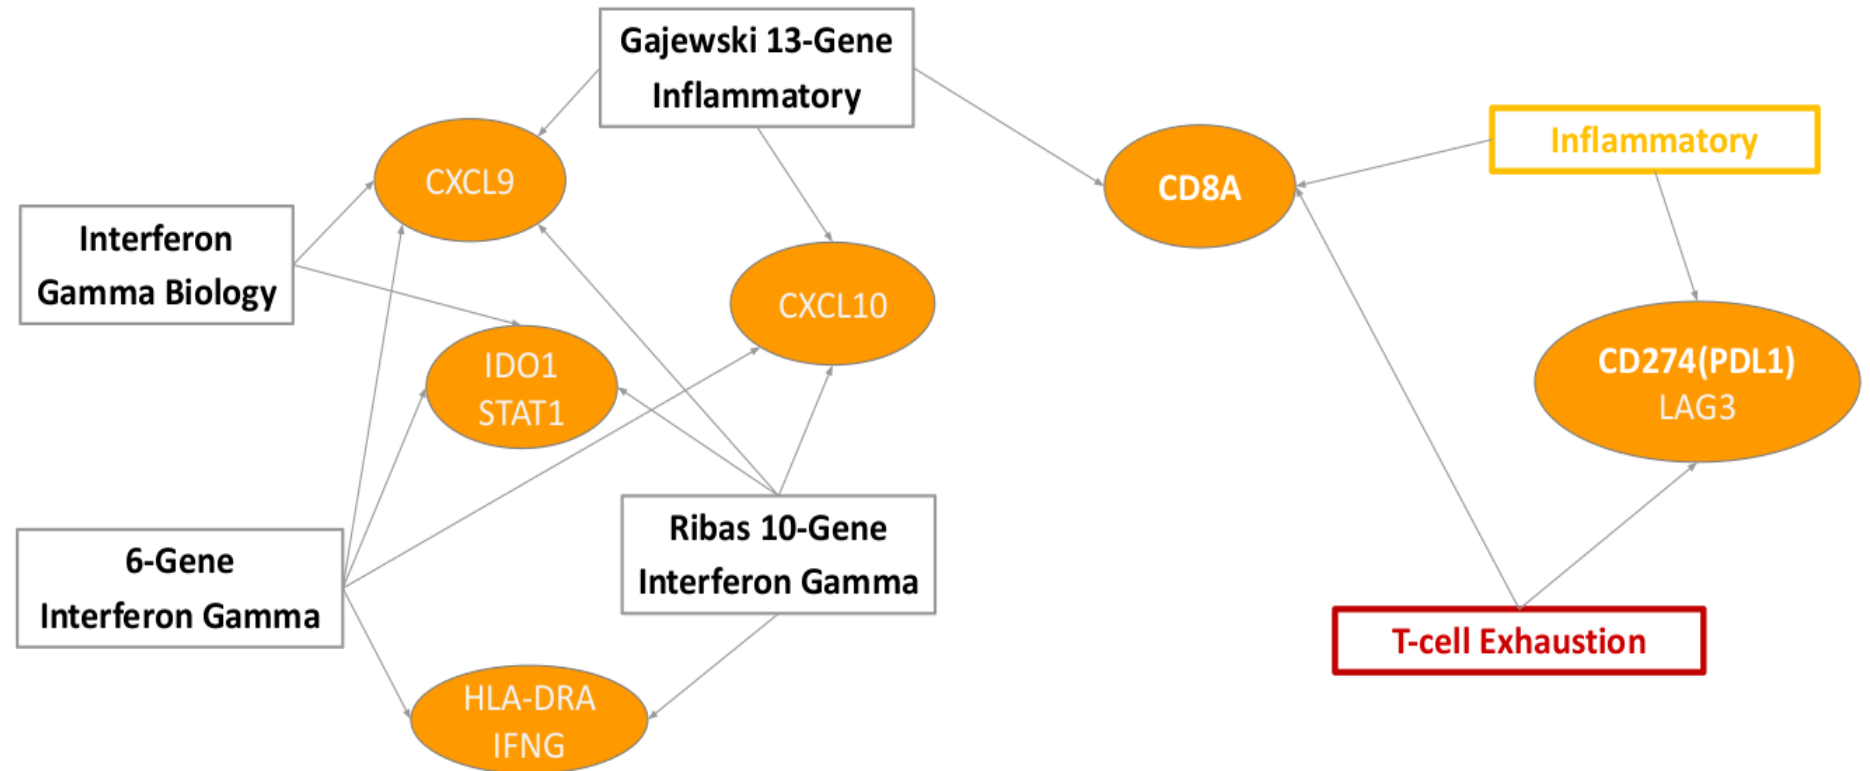 Gajewski 13-Gene
Inflammatory
Inflammatory
CXCL9
CD8A
Interferon
Gamma Biology
CXCL10
IDO1
STAT1
CD274(PDL1)
LAG3
Ribas 10-Gene
Interferon Gamma
6-Gene
Interferon Gamma
T-cell Exhaustion
HLA-DRA
IFNG